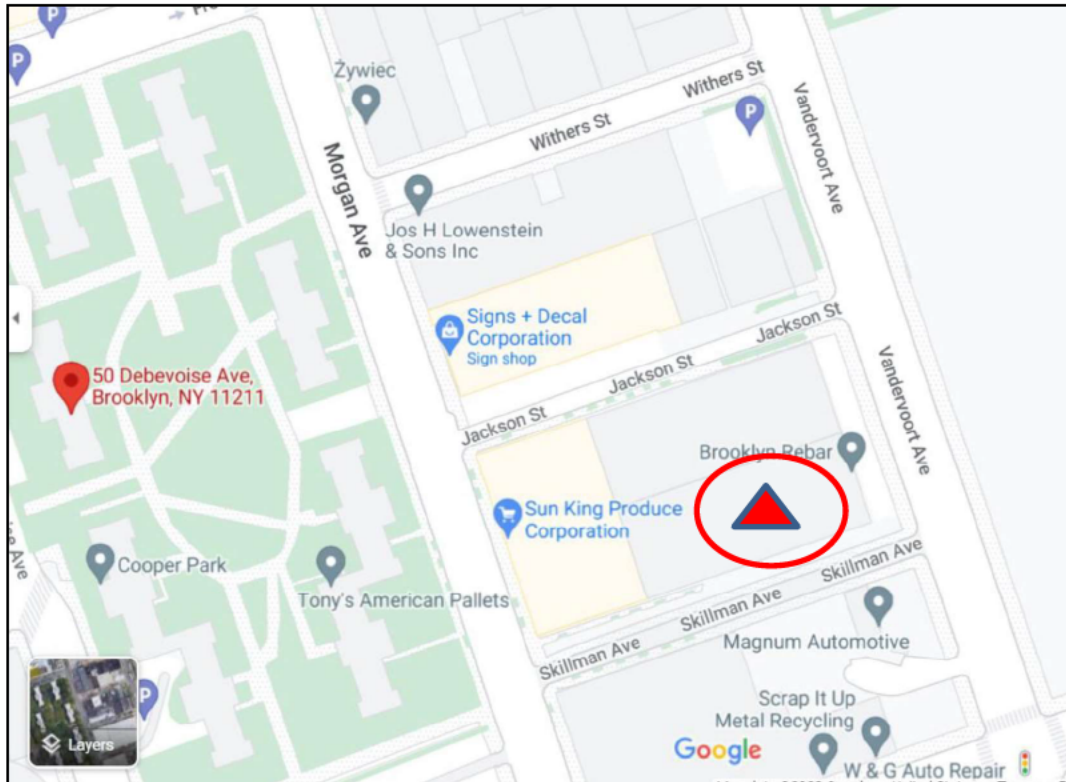 P
P
Fro
Żywiec
Withers St
Withers St
P
Vandervoort Ave
Morgan Ave
Jos H Lowenstein
& Sons Inc
Signs + Decal
Corporation
Sign shop
Jackson St
Jackson St
Jackson St
Vandervoort Ave
50 Debevoise Ave,
Brooklyn, NY 11211
Brooklyn Rebar
Sun King Produce
Corporation
Cooper Park
Ave
Tony's American Pallets
Skillman Ave
Skillman Ave
Skillman Ave
Magnum Automotive
P
Layers
Scrap It Up
Metal Recycling
Google
W & G Auto Repair